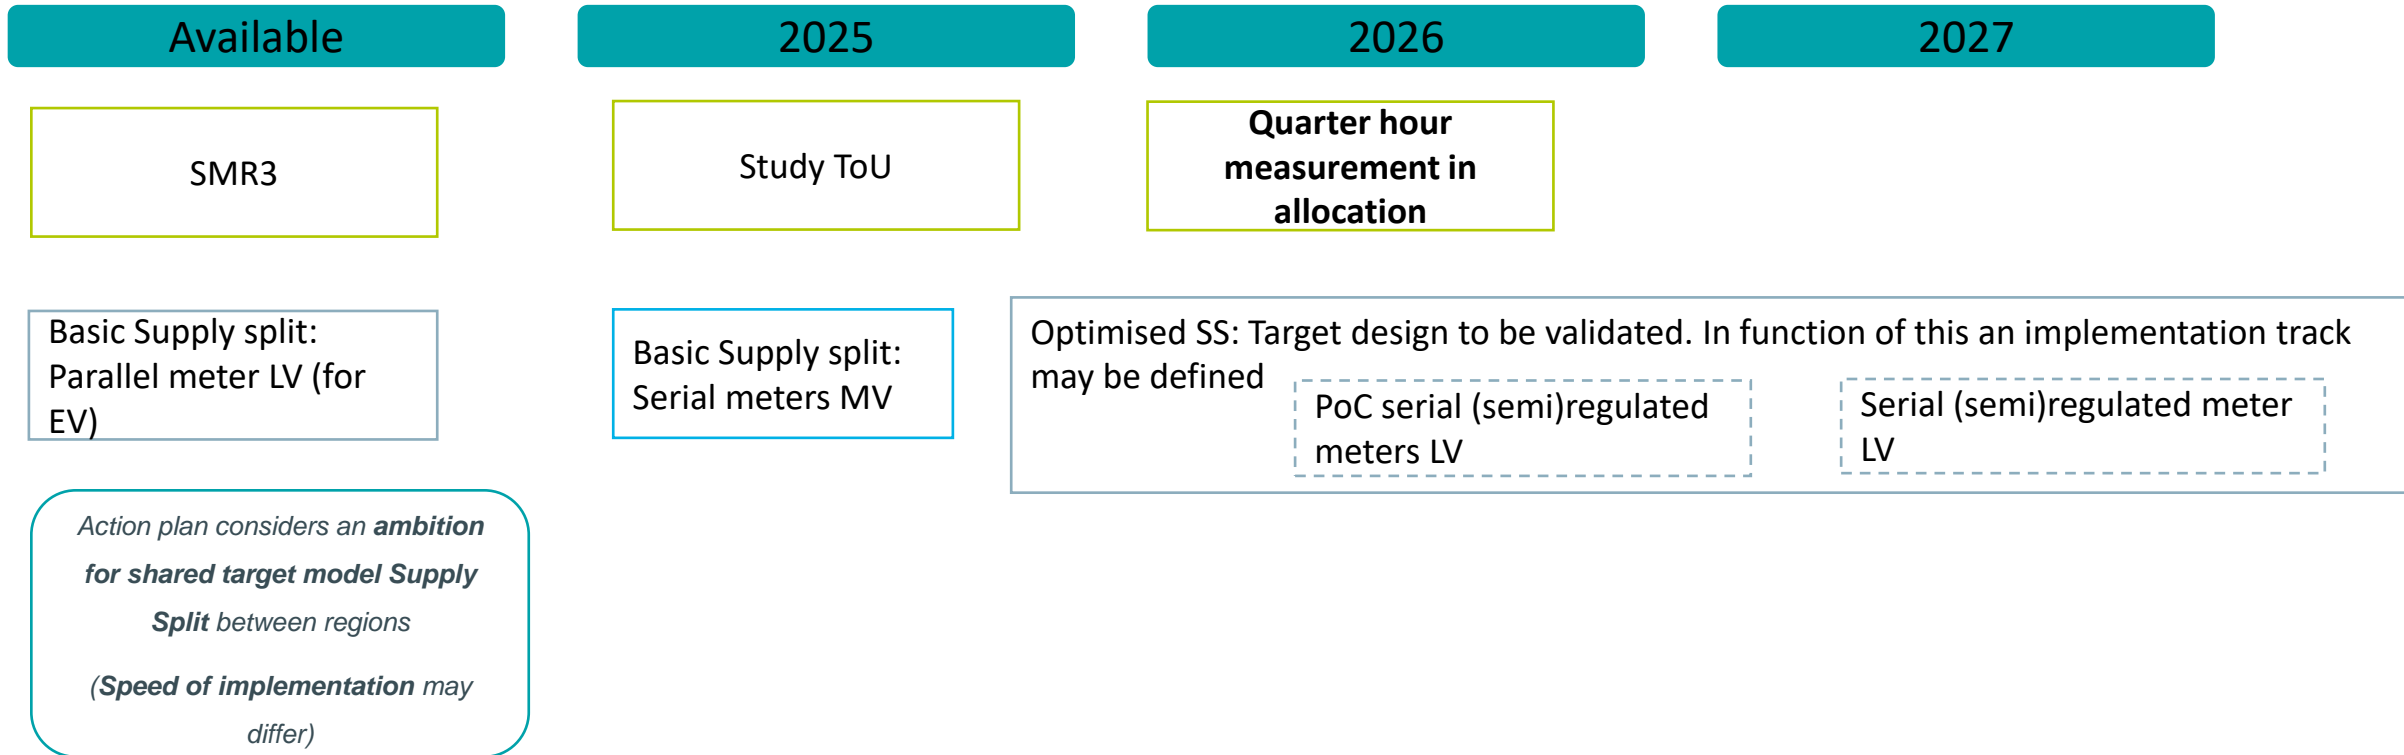 Available
2025
2026
2027
SMR3
Study ToU
Quarter hour
measurement in
allocation
Basic Supply split:
Parallel meter LV (for
EV)
Basic Supply split:
Serial meters MV
Optimised SS: Target design to be validated. In function of this an implementation track
may be defined
PoC serial (semi)regulated
meters LV
Serial (semi)regulated meter
LV
Action plan considers an ambition
for shared target model Supply
Split between regions
(Speed of implementation may
differ)